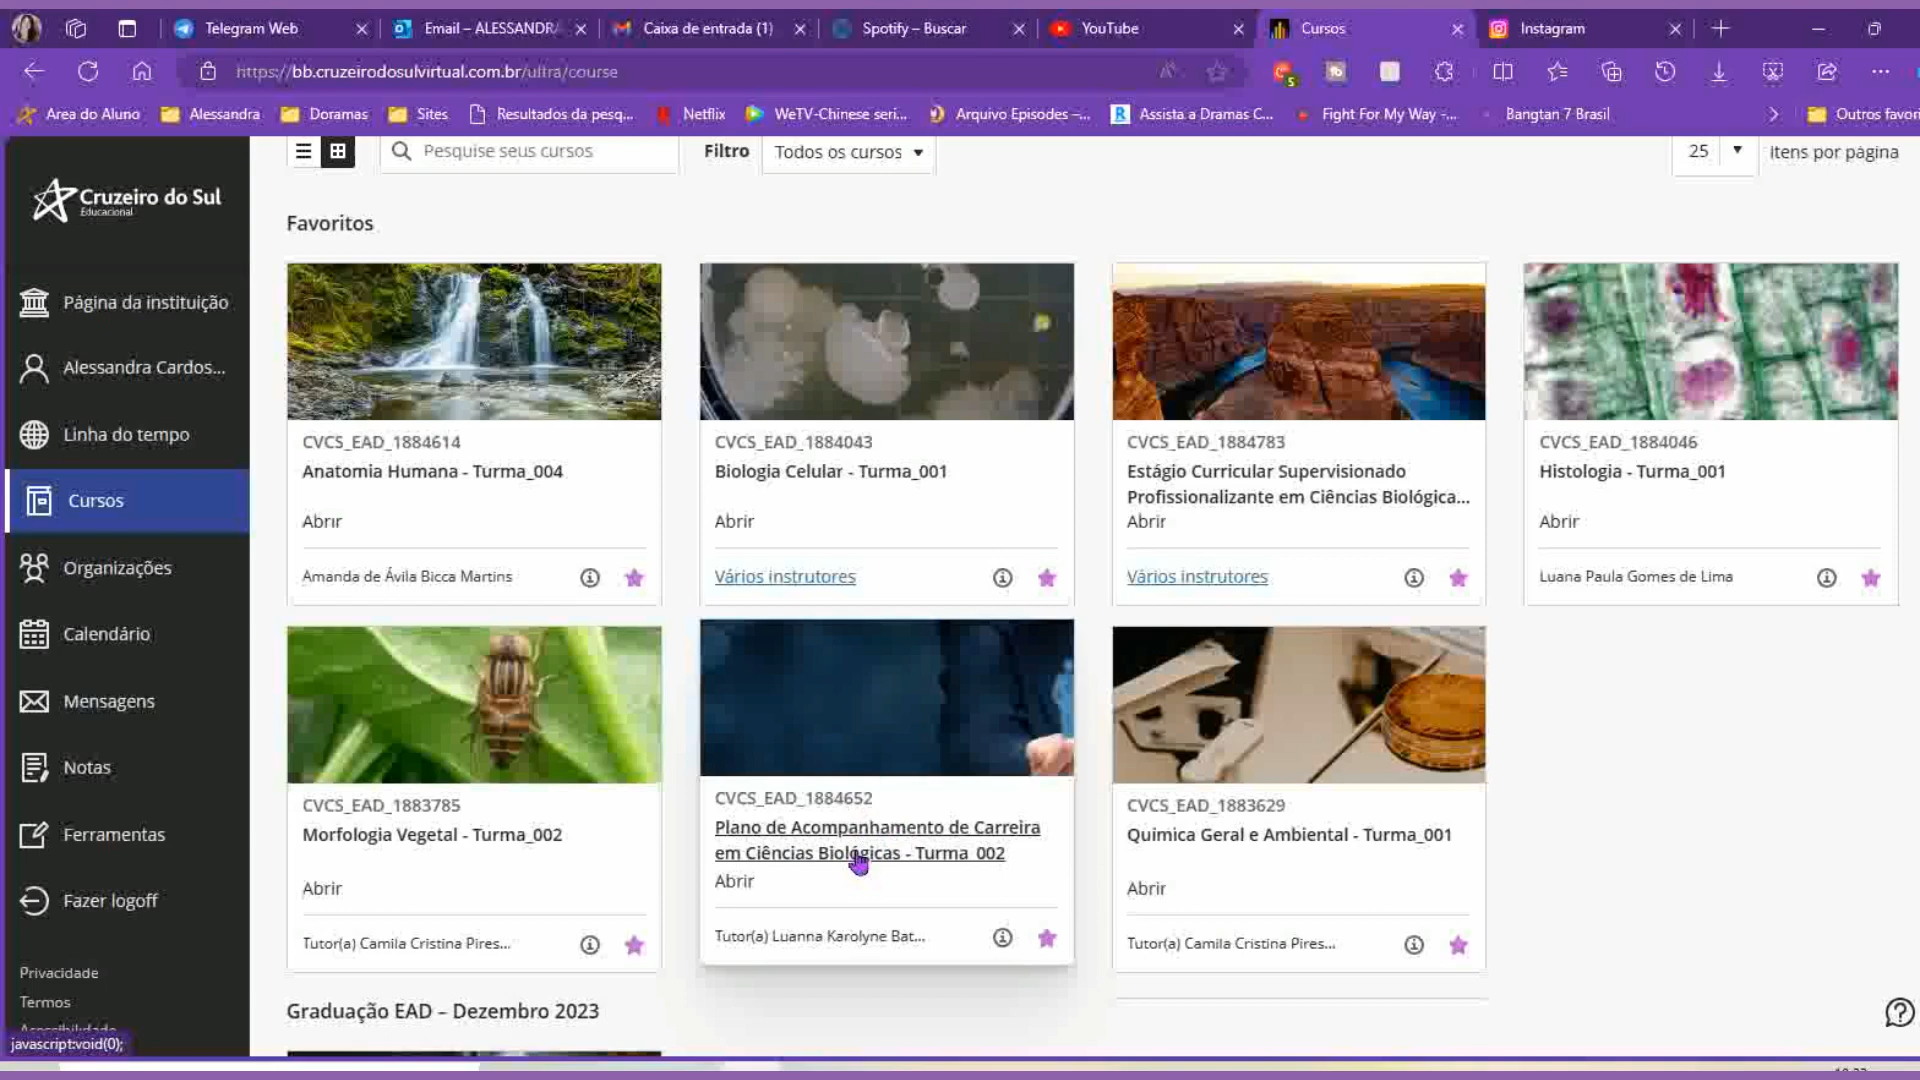 Telegram Web
Email – ALESSANDRA
Caixa de entrada (1)
Spotify – Buscar
YouTube
Cursos
Instagram
https://bb.cruzeirodosulvirtual.com.br/ultra/course
5
Area do Aluno
Alessandra
Doramas
Sites
Resultados da pesq...
Netflix
WeTV-Chinese seri...
Arquivo Episodes –...
Assista a Dramas C...
Fight For My Way -...
Bangtan 7 Brasil
Outros favori
Cruzeiro do Sul
Educacional
Página da instituição
Alessandra Cardos...
Linha do tempo
Cursos
Organizações
Calendário
Mensagens
Notas
Ferramentas
Fazer logoff
Privacidade
Termos
Acessibilidade
javascript:void(0);
Pesquise seus cursos
Filtro
Todos os cursos
25
itens por página
Favoritos
CVCS_EAD_1884614
Anatomia Humana - Turma_004
Abrir
Amanda de Ávila Bicca Martins
CVCS_EAD_1884043
Biologia Celular - Turma_001
Abrir
Vários instrutores
CVCS_EAD_1884783
Estágio Curricular Supervisionado
Profissionalizante em Ciências Biológica...
Abrir
Vários instrutores
CVCS_EAD_1884046
Histologia - Turma_001
Abrir
Luana Paula Gomes de Lima
CVCS_EAD_1883785
Morfologia Vegetal - Turma_002
Abrir
Tutor(a) Camila Cristina Pires...
CVCS_EAD_1884652
Plano de Acompanhamento de Carreira
em Ciências Biológicas - Turma_002
Abrir
Tutor(a) Luanna Karolyne Bat...
CVCS_EAD_1883629
Química Geral e Ambiental - Turma_001
Abrir
Tutor(a) Camila Cristina Pires...
Graduação EAD – Dezembro 2023